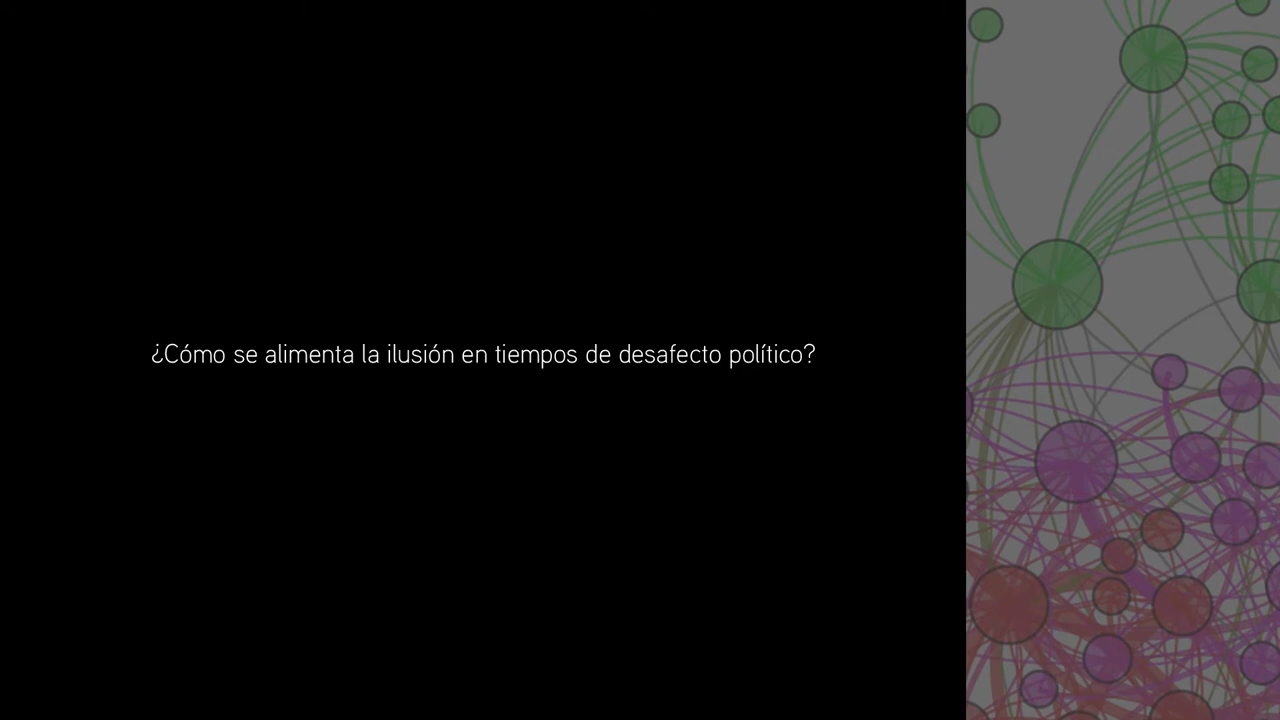 ¿Cómo se alimenta la ilusión en tiempos de desafecto político?